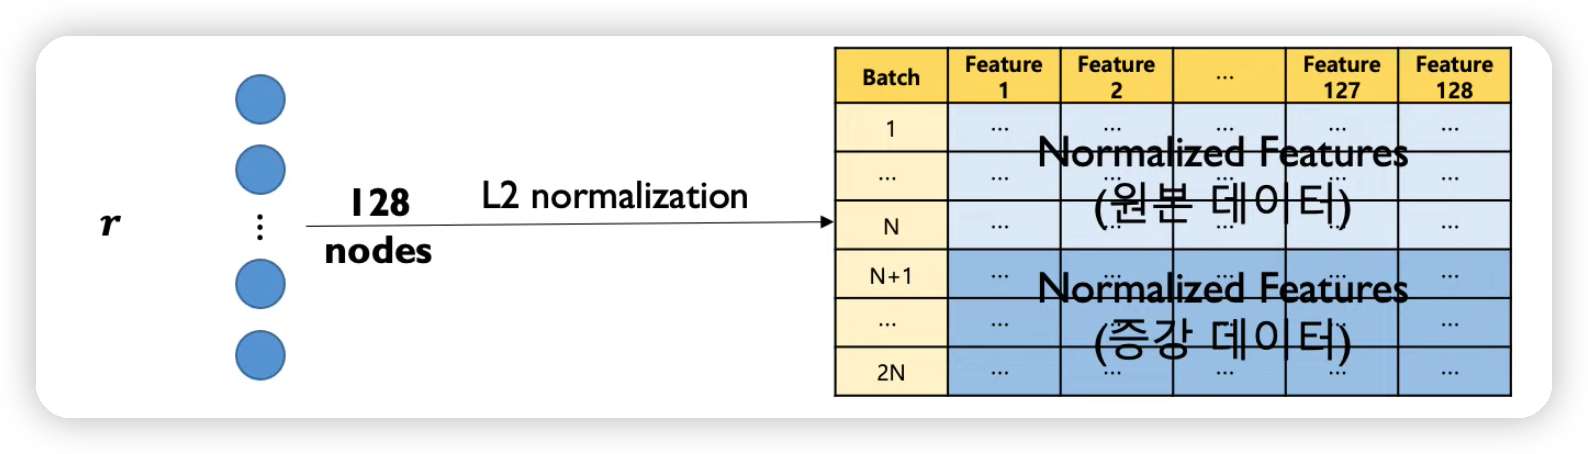 r
⋮
128
nodes
L2 normalization
Batch Feature 1 Feature 2 ... Feature 127 Feature 128
1 ... ... ... ... ...
... ... ... ... ... ...
N ... ... ... ... ...
N+1 ... ... ... ... ...
... ... ... ... ... ...
2N ... ... ... ... ...
Normalized Features
(원본 데이터)
Normalized Features
(증강 데이터)